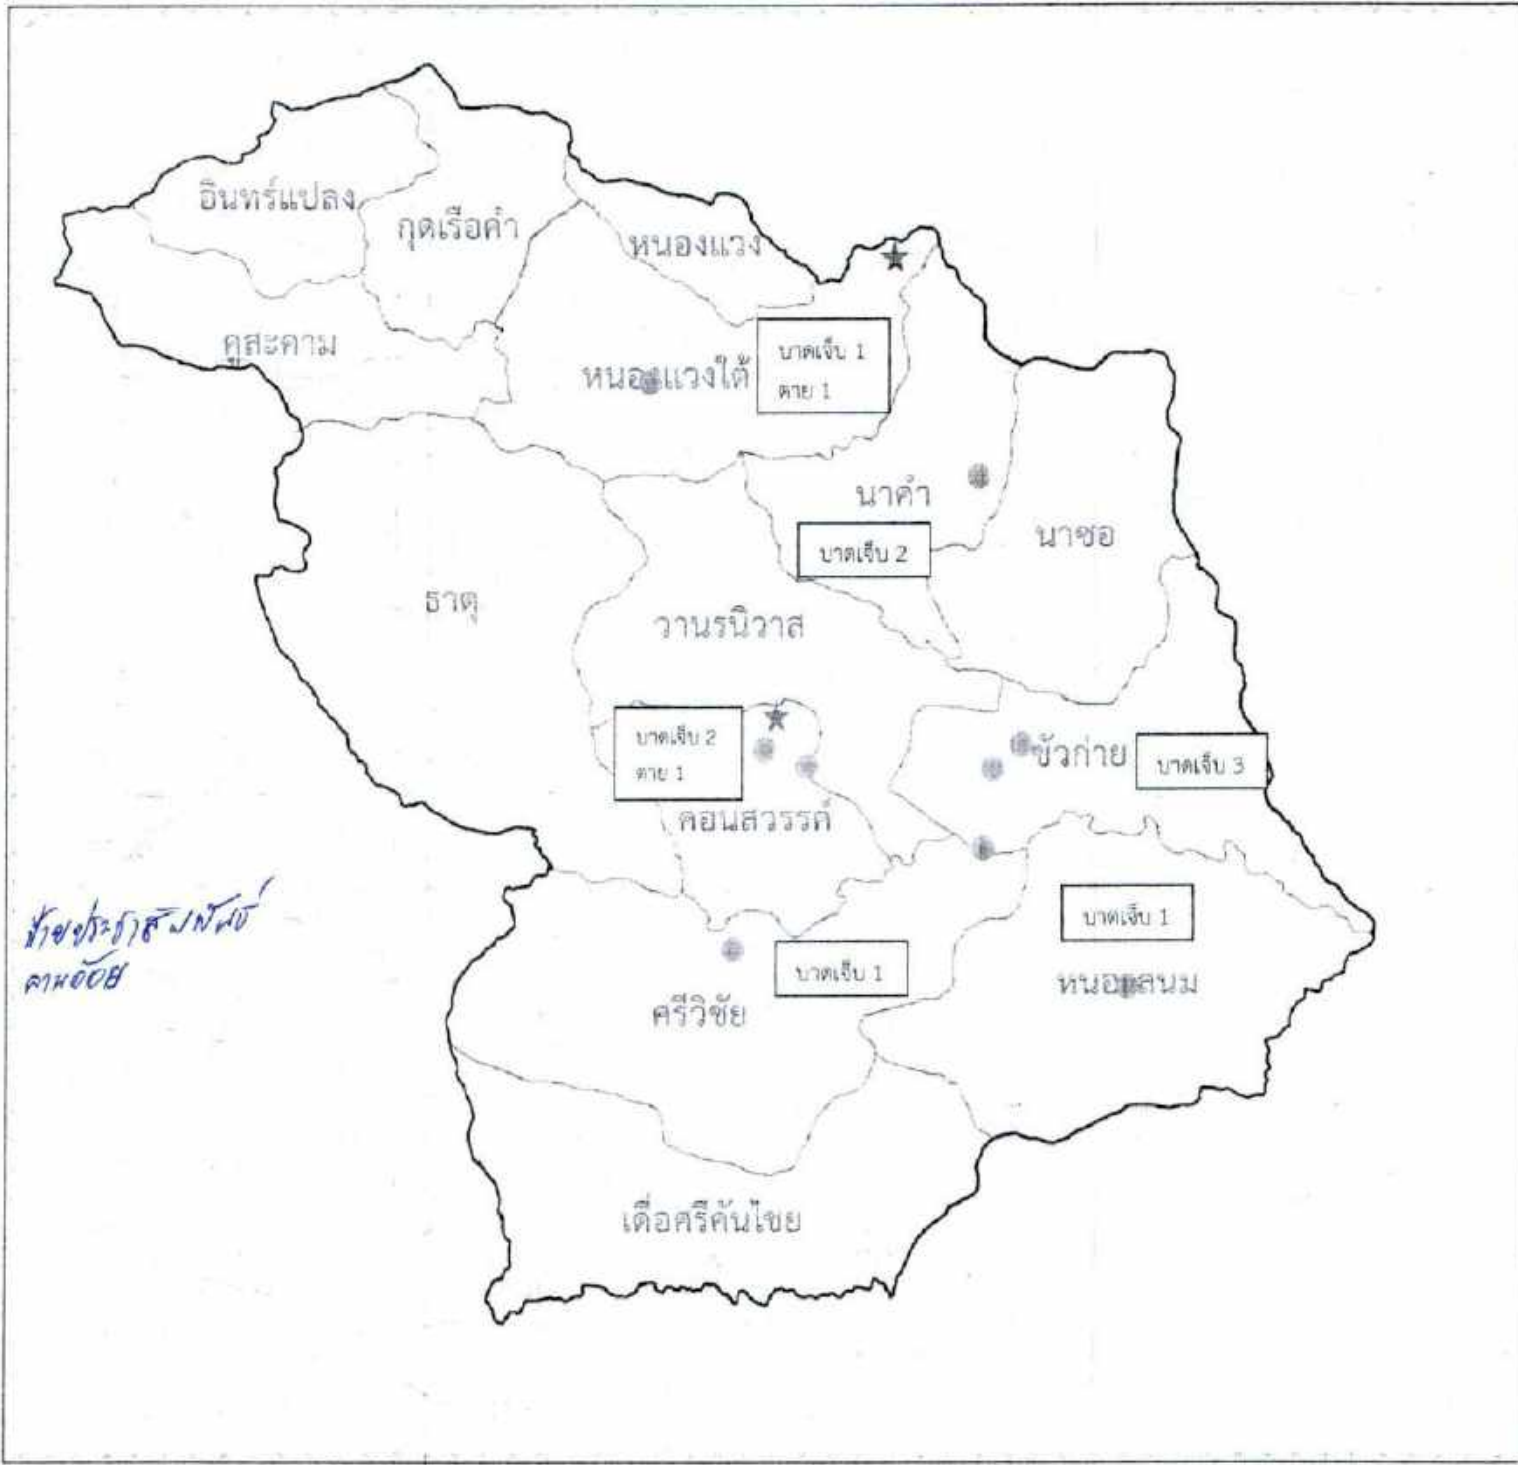 อินทร์แปลง
กุดเรือคำ
หนองแวง
คูสะคาม
หนองแวงใต้
บาดเจ็บ 1
ตาย 1
นาคำ
บาดเจ็บ 2
นาซอ
ธาตุ
วานรนิวาส
บาดเจ็บ 2
ตาย 1
ขัวก่าย
บาดเจ็บ 3
คอนสวรรค์
บาดเจ็บ 1
หนองสนม
บาดเจ็บ 1
ศรีวิชัย
เดื่อศรีคันไชย